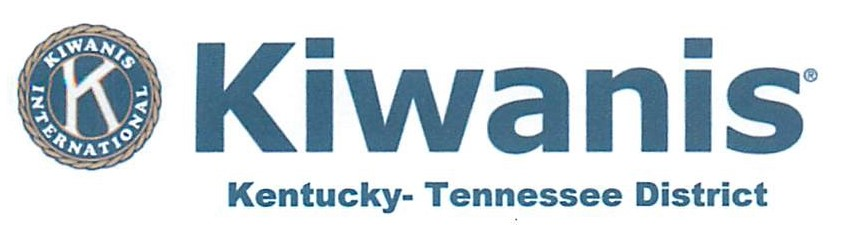 KIWANIS
K
INTERNATIONAL
Kiwanis®
Kentucky- Tennessee District